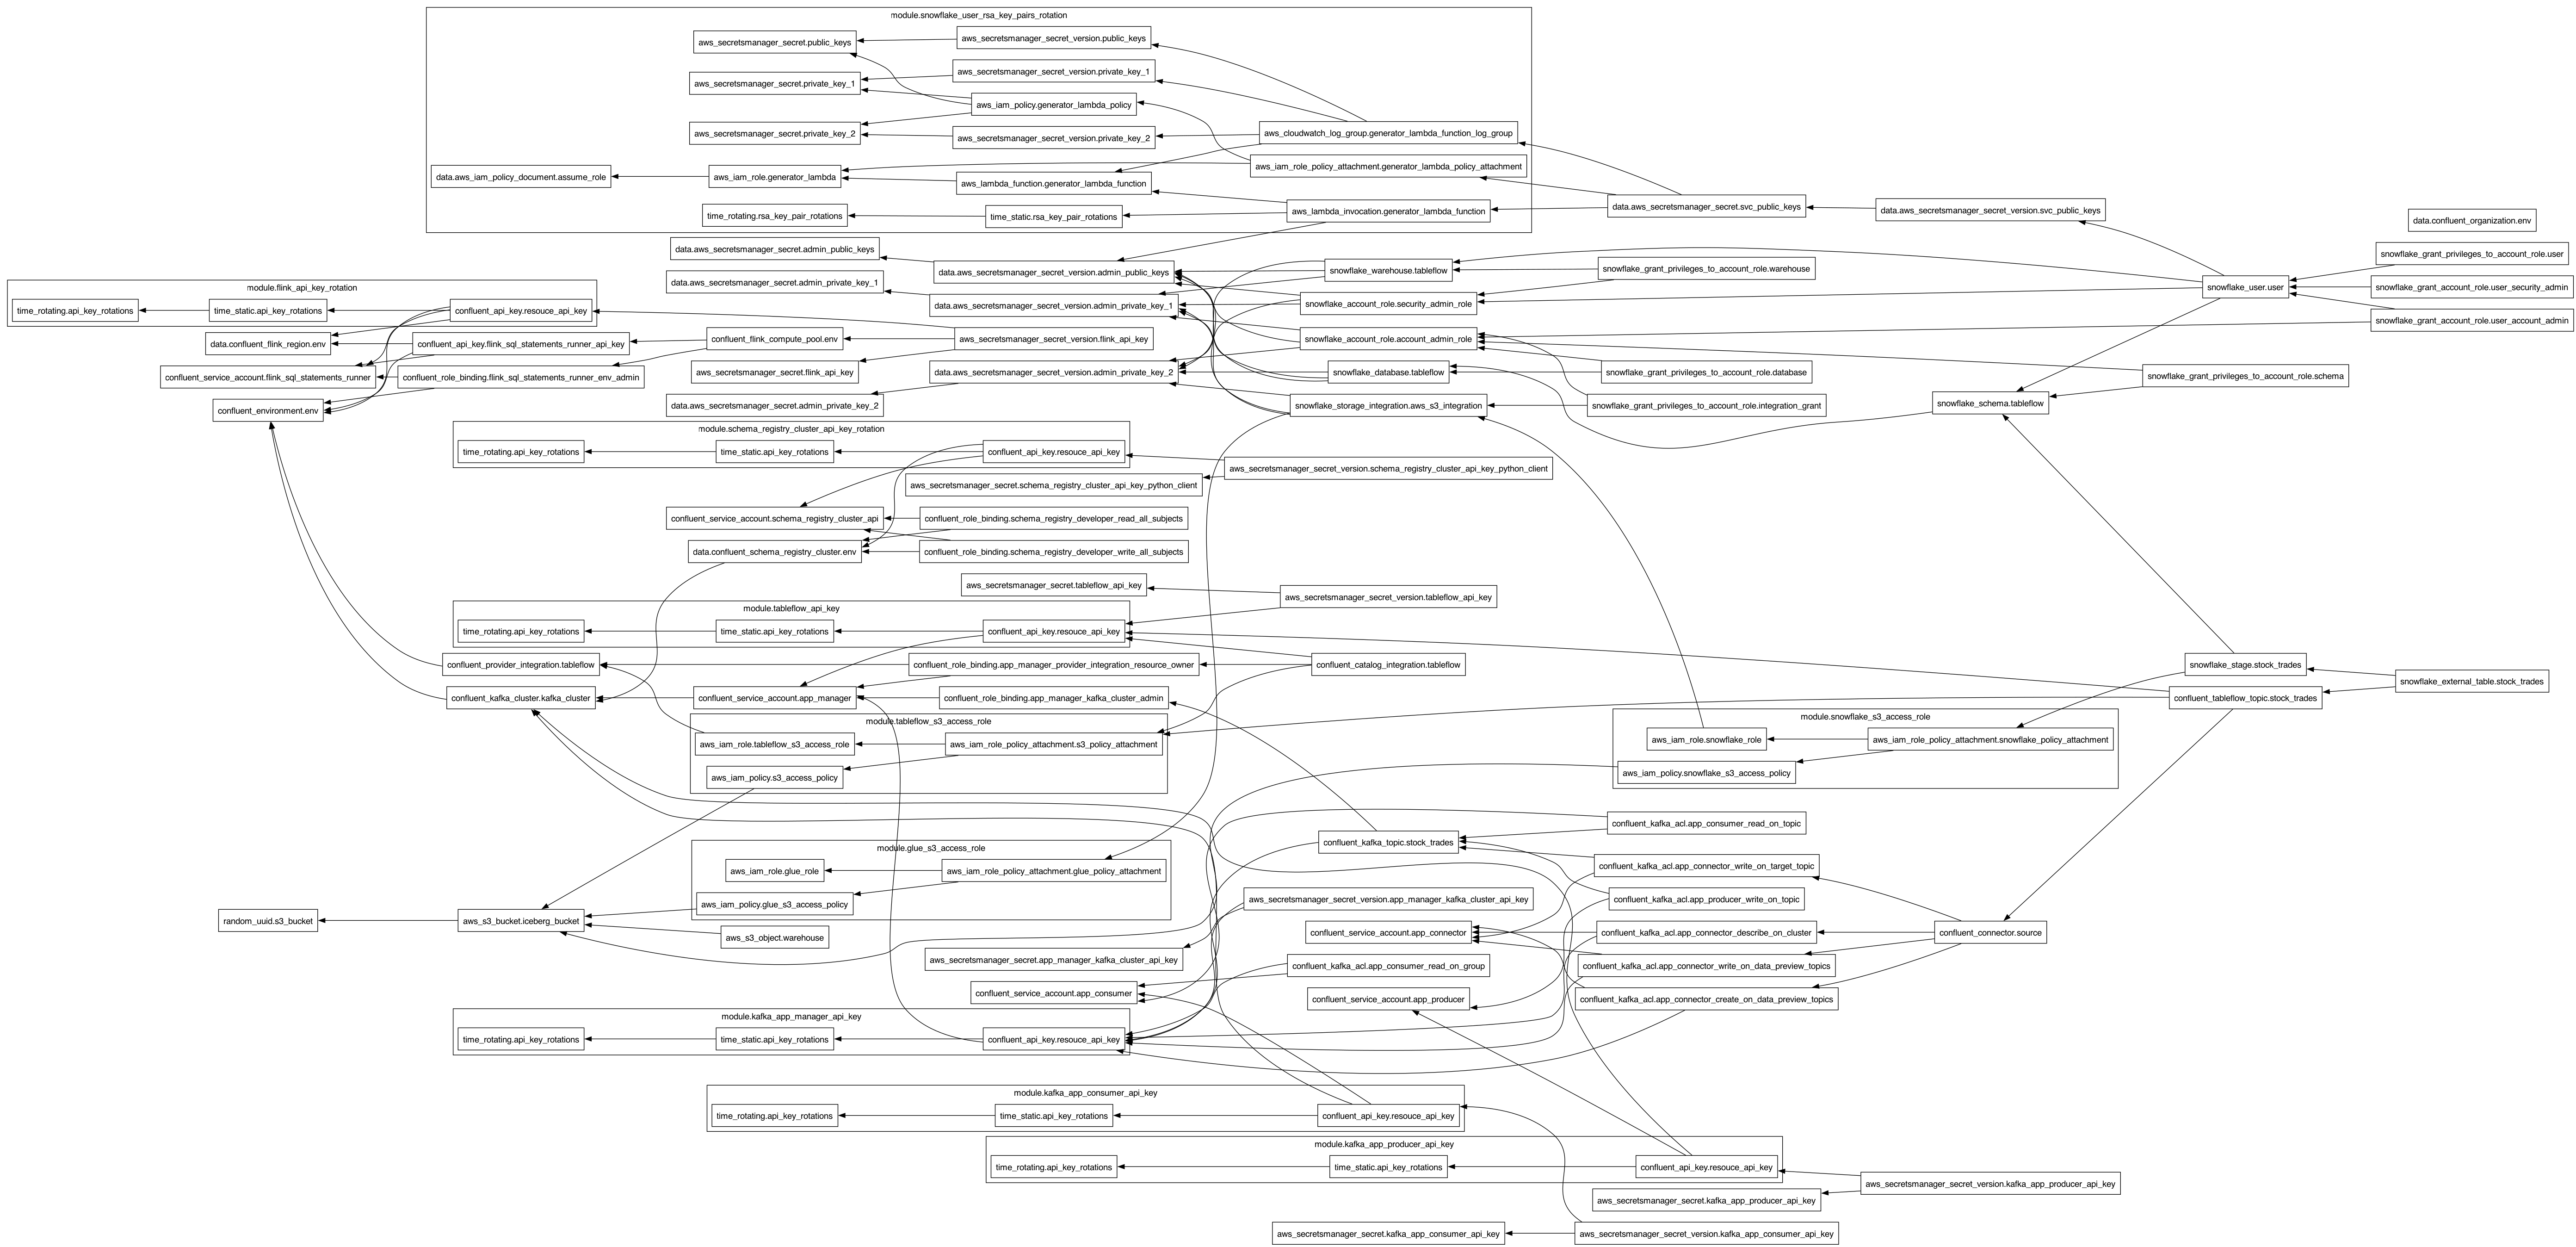 module.snowflake_user_rsa_key_pairs_rotation
aws_secretsmanager_secret.public_keys
aws_secretsmanager_secret_version.public_keys
aws_secretsmanager_secret.private_key_1
aws_secretsmanager_secret_version.private_key_1
aws_iam_policy.generator_lambda_policy
aws_secretsmanager_secret.private_key_2
aws_secretsmanager_secret_version.private_key_2
aws_cloudwatch_log_group.generator_lambda_function_log_group
aws_iam_role_policy_attachment.generator_lambda_policy_attachment
data.aws_iam_policy_document.assume_role
aws_iam_role.generator_lambda
aws_lambda_function.generator_lambda_function
time_rotating.rsa_key_pair_rotations
time_static.rsa_key_pair_rotations
aws_lambda_invocation.generator_lambda_function
data.aws_secretsmanager_secret.svc_public_keys
data.aws_secretsmanager_secret_version.svc_public_keys
data.confluent_organization.env
data.aws_secretsmanager_secret.admin_public_keys
data.aws_secretsmanager_secret_version.admin_public_keys
snowflake_warehouse.tableflow
snowflake_grant_privileges_to_account_role.warehouse
snowflake_grant_privileges_to_account_role.user
data.aws_secretsmanager_secret.admin_private_key_1
data.aws_secretsmanager_secret_version.admin_private_key_1
snowflake_account_role.security_admin_role
snowflake_user.user
snowflake_grant_account_role.user_security_admin
module.flink_api_key_rotation
time_rotating.api_key_rotations
time_static.api_key_rotations
confluent_api_key.resouce_api_key
snowflake_grant_account_role.user_account_admin
data.confluent_flink_region.env
confluent_api_key.flink_sql_statements_runner_api_key
confluent_flink_compute_pool.env
aws_secretsmanager_secret_version.flink_api_key
snowflake_account_role.account_admin_role
confluent_service_account.flink_sql_statements_runner
confluent_role_binding.flink_sql_statements_runner_env_admin
aws_secretsmanager_secret.flink_api_key
data.aws_secretsmanager_secret_version.admin_private_key_2
snowflake_database.tableflow
snowflake_grant_privileges_to_account_role.database
snowflake_grant_privileges_to_account_role.schema
confluent_environment.env
data.aws_secretsmanager_secret.admin_private_key_2
snowflake_storage_integration.aws_s3_integration
snowflake_grant_privileges_to_account_role.integration_grant
snowflake_schema.tableflow
module.schema_registry_cluster_api_key_rotation
time_rotating.api_key_rotations
time_static.api_key_rotations
confluent_api_key.resouce_api_key
aws_secretsmanager_secret_version.schema_registry_cluster_api_key_python_client
aws_secretsmanager_secret.schema_registry_cluster_api_key_python_client
confluent_service_account.schema_registry_cluster_api
confluent_role_binding.schema_registry_developer_read_all_subjects
data.confluent_schema_registry_cluster.env
confluent_role_binding.schema_registry_developer_write_all_subjects
aws_secretsmanager_secret.tableflow_api_key
aws_secretsmanager_secret_version.tableflow_api_key
module.tableflow_api_key
time_rotating.api_key_rotations
time_static.api_key_rotations
confluent_api_key.resouce_api_key
confluent_provider_integration.tableflow
confluent_role_binding.app_manager_provider_integration_resource_owner
confluent_catalog_integration.tableflow
snowflake_stage.stock_trades
snowflake_external_table.stock_trades
confluent_kafka_cluster.kafka_cluster
confluent_service_account.app_manager
confluent_role_binding.app_manager_kafka_cluster_admin
confluent_tableflow_topic.stock_trades
module.tableflow_s3_access_role
aws_iam_role.tableflow_s3_access_role
aws_iam_role_policy_attachment.s3_policy_attachment
aws_iam_policy.s3_access_policy
module.snowflake_s3_access_role
aws_iam_role.snowflake_role
aws_iam_role_policy_attachment.snowflake_policy_attachment
aws_iam_policy.snowflake_s3_access_policy
confluent_kafka_acl.app_consumer_read_on_topic
confluent_kafka_topic.stock_trades
module.glue_s3_access_role
aws_iam_role.glue_role
aws_iam_role_policy_attachment.glue_policy_attachment
confluent_kafka_acl.app_connector_write_on_target_topic
aws_iam_policy.glue_s3_access_policy
aws_secretsmanager_secret_version.app_manager_kafka_cluster_api_key
confluent_kafka_acl.app_producer_write_on_topic
random_uuid.s3_bucket
aws_s3_bucket.iceberg_bucket
aws_s3_object.warehouse
confluent_service_account.app_connector
confluent_kafka_acl.app_connector_describe_on_cluster
confluent_connector.source
aws_secretsmanager_secret.app_manager_kafka_cluster_api_key
confluent_kafka_acl.app_consumer_read_on_group
confluent_kafka_acl.app_connector_write_on_data_preview_topics
confluent_service_account.app_consumer
confluent_service_account.app_producer
confluent_kafka_acl.app_connector_create_on_data_preview_topics
module.kafka_app_manager_api_key
time_rotating.api_key_rotations
time_static.api_key_rotations
confluent_api_key.resouce_api_key
module.kafka_app_consumer_api_key
time_rotating.api_key_rotations
time_static.api_key_rotations
confluent_api_key.resouce_api_key
module.kafka_app_producer_api_key
time_rotating.api_key_rotations
time_static.api_key_rotations
confluent_api_key.resouce_api_key
aws_secretsmanager_secret_version.kafka_app_producer_api_key
aws_secretsmanager_secret.kafka_app_producer_api_key
aws_secretsmanager_secret.kafka_app_consumer_api_key
aws_secretsmanager_secret_version.kafka_app_consumer_api_key